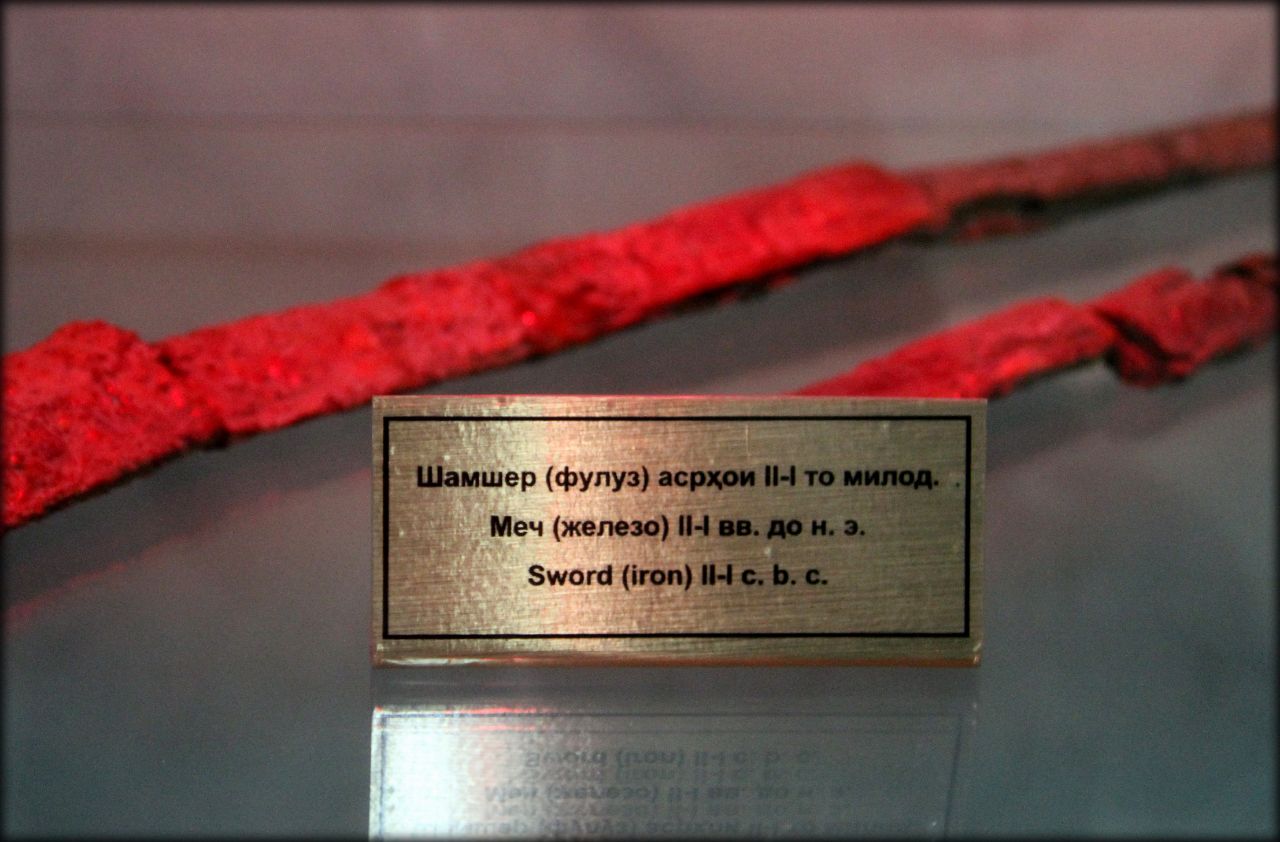 Шамшер (фулуз) асрҳои II-I то милод.
Меч (железо) II-I вв. до н. э.
Sword (iron) II-I c. b. c.